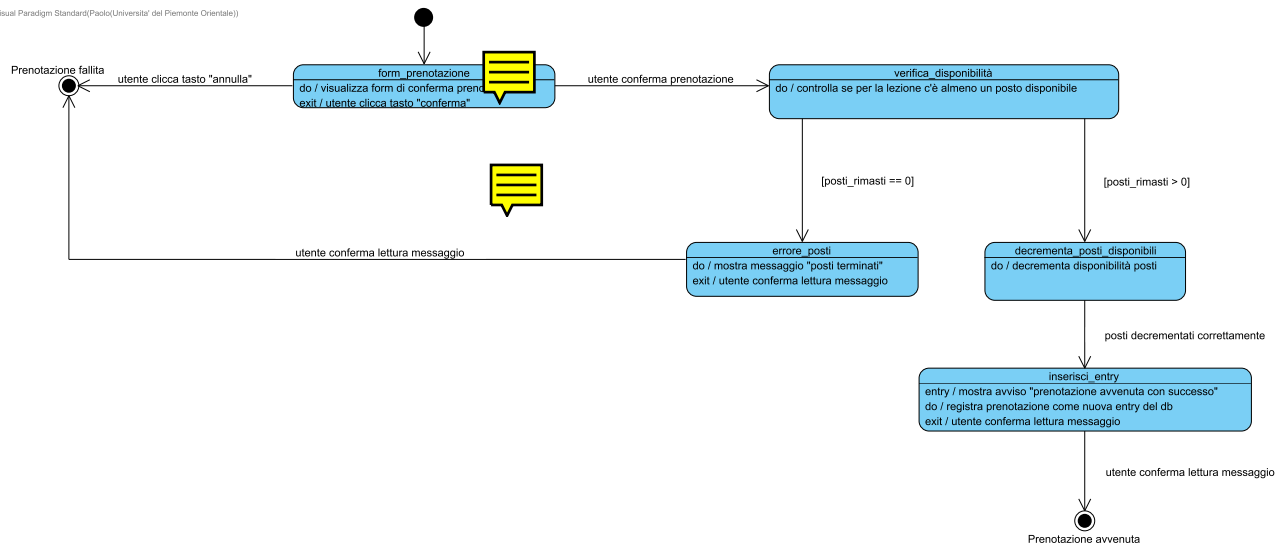 isual Paradigm Standard(Paolo(Universita' del Piemonte Orientale))
Prenotazione fallita
utente clicca tasto "annulla"
form_prenotazione
do / visualizza form di conferma
exit / utente clicca tasto "conferma"
utente conferma prenotazione
verifica_disponibilità
do / controlla se per la lezione c'è almeno un posto disponibile
[posti_rimasti == 0]
[posti_rimasti > 0]
utente conferma lettura messaggio
errore_posti
do / mostra messaggio "posti terminati"
exit / utente conferma lettura messaggio
decrementa_posti_disponibili
do / decrementa disponibilità posti
posti decrementati correttamente
inserisci_entry
entry / mostra avviso "prenotazione avvenuta con successo"
do / registra prenotazione come nuova entry del db
exit / utente conferma lettura messaggio
utente conferma lettura messaggio
Prenotazione avvenuta